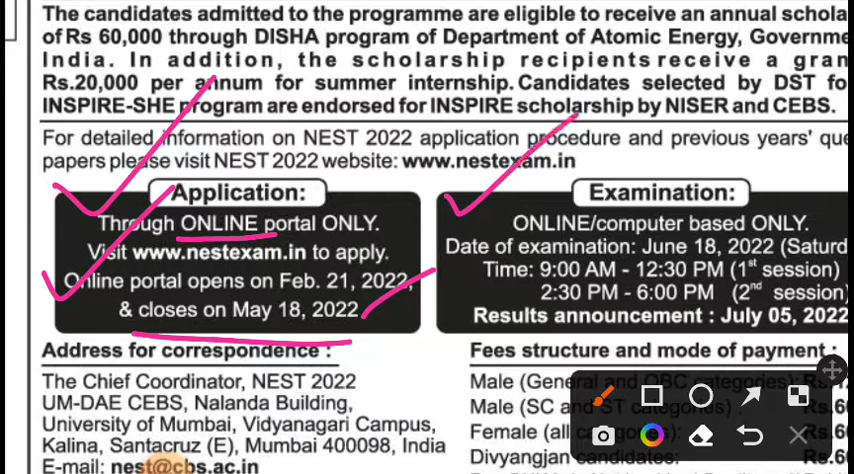 The candidates admitted to the programme are eligible to receive an annual schola
of Rs 60,000 through DISHA program of Department of Atomic Energy, Governme
India. In addition, the scholarship recipients receive a gran
Rs.20,000 per annum for summer internship. Candidates selected by DST fo
INSPIRE-SHE program are endorsed for INSPIRE scholarship by NISER and CEBS.
For detailed information on NEST 2022 application procedure and previous years' que
papers please visit NEST 2022 website: www.nestexam.in
Application:
Through ONLINE portal ONLY.
Visit www.nestexam.in to apply.
Online portal opens on Feb. 21, 2022,
& closes on May 18, 2022
Examination:
ONLINE/computer based ONLY.
Date of examination: June 18, 2022 (Saturd
Time: 9:00 AM - 12:30 PM (1st session)
2:30 PM - 6:00 PM (2nd session)
Results announcement : July 05, 2022
Address for correspondence :
The Chief Coordinator, NEST 2022
UM-DAE CEBS, Nalanda Building,
University of Mumbai, Vidyanagari Campus,
Kalina, Santacruz (E), Mumbai 400098, India
E-mail: nest@cbs.ac.in
Fees structure and mode of payment :
Male (General and OBC categories):
Male (SC and ST categories) :
Female (all categories):
Divyangjan candidates: